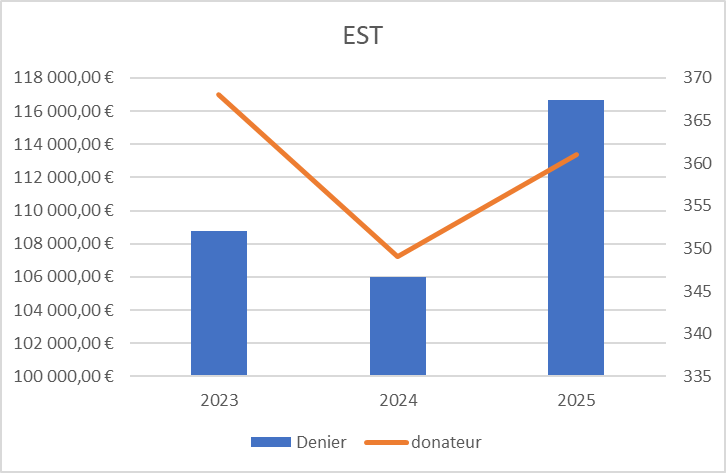 EST
118 000,00 €
116 000,00 €
114 000,00 €
112 000,00 €
110 000,00 €
108 000,00 €
106 000,00 €
104 000,00 €
102 000,00 €
100 000,00 €
370
365
360
355
350
345
340
335
2023 2024 2025
Denier donateur